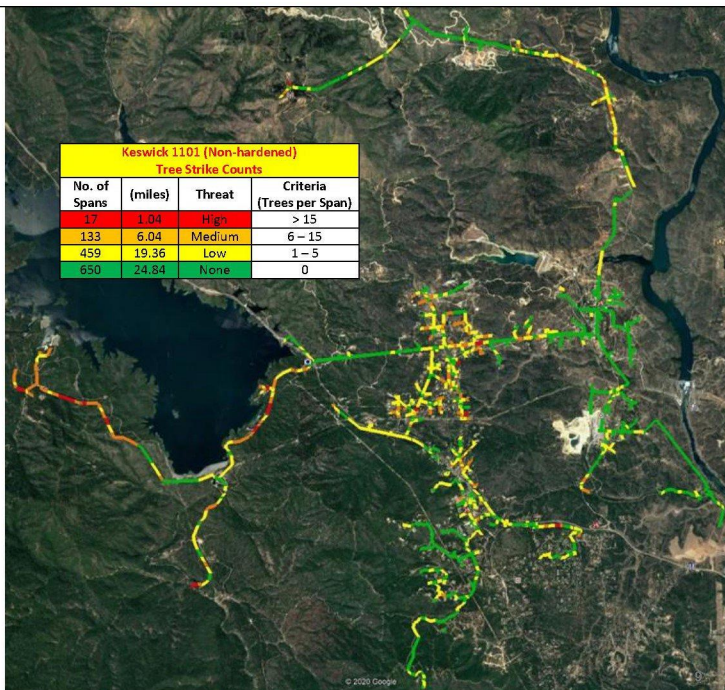 Keswick 1101 (Non-hardened)
Tree Strike Counts
No. of Spans (miles) Threat Criteria (Trees per Span)
17 1.04 High > 15
133 6.04 Medium 6 – 15
459 19.36 Low 1 – 5
650 24.84 None 0
© 2020 Google